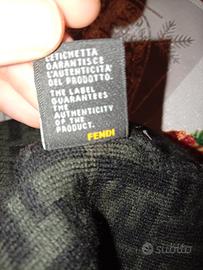 L'ETICHETTA
GARANTISCE
L'AUTENTICITÀ
DEL PRODOTTO.
THE LABEL
GUARANTEES
THE
AUTHENTICITY
OF THE
PRODUCT.
FENDI
subito